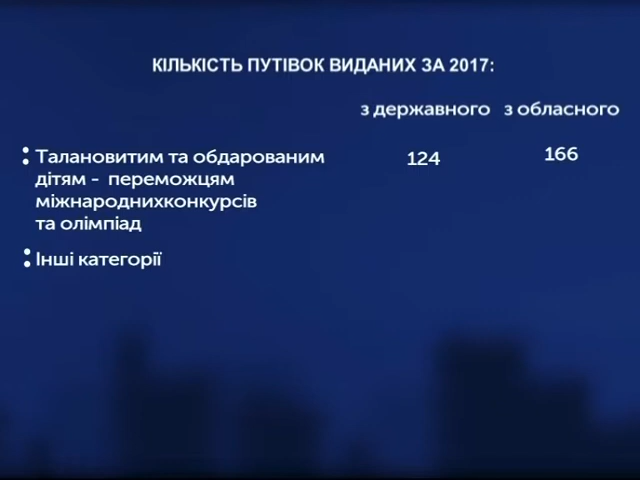 КІЛЬКІСТЬ ПУТІВОК ВИДАНИХ ЗА 2017:
з державного з обласного
Талановитим та обдарованим 124 166
дітям - переможцям
міжнароднихконкурсів
та олімпіад
Інші категорії